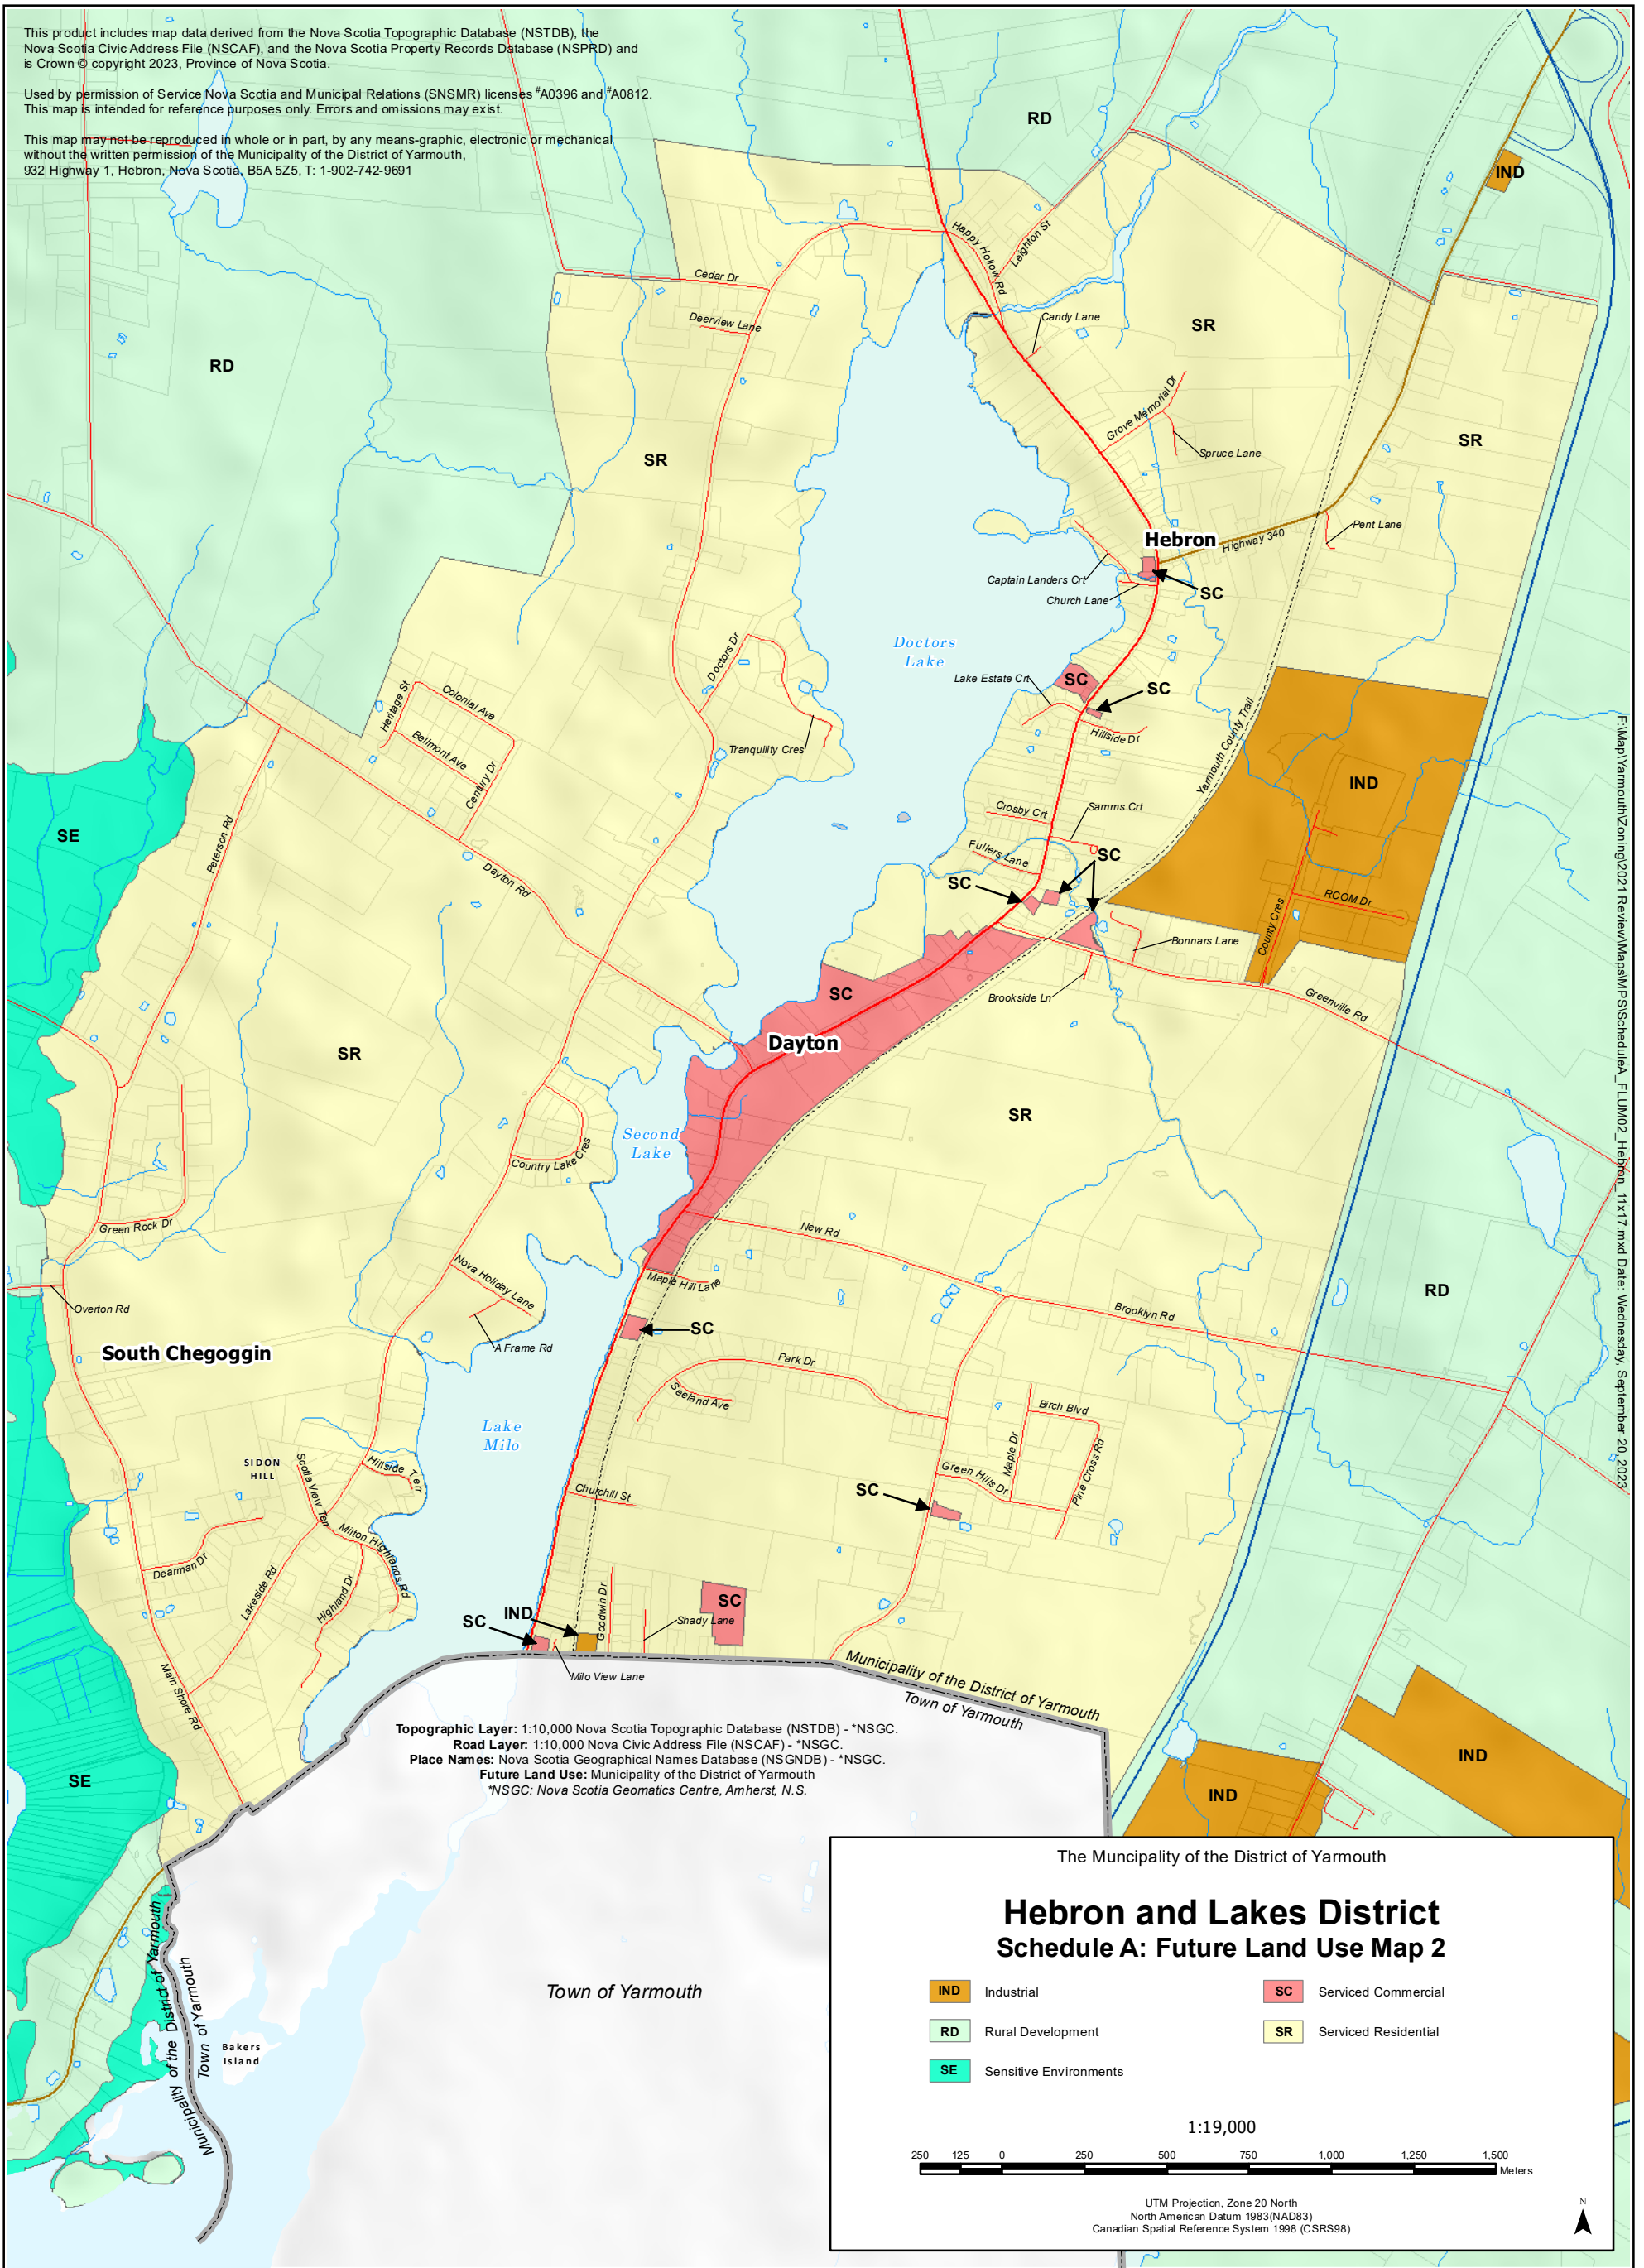 This product includes map data derived from the Nova Scotia Topographic Database (NSTDB), the
Nova Scotia Civic Address File (NSCAF), and the Nova Scotia Property Records Database (NSPRD) and
is Crown © copyright 2023, Province of Nova Scotia.
Used by permission of Service Nova Scotia and Municipal Relations (SNSMR) licenses #A0396 and #A0812.
This map is intended for reference purposes only. Errors and omissions may exist.
This map may not be reproduced in whole or in part, by any means-graphic, electronic or mechanical
without the written permission of the Municipality of the District of Yarmouth,
932 Highway 1, Hebron, Nova Scotia, B5A 5Z5, T: 1-902-742-9691
RD
IND
Happy Hollow Rd
Leighton St
Cedar Dr
Deerview Lane
Candy Lane
SR
RD
Grove Memorial Dr
SR
SR
Spruce Lane
Pent Lane
Hebron
Highway 340
Captain Landers Crt
Church Lane
SC
Doctors
Lake
Doctors Dr
Lake Estate Crt
SC
SC
Heritage St
Colonial Ave
Bellmont Ave
Century Dr
Tranquility Cres
Hillside Dr
Yarmouth County Trail
IND
Crosby Crt
Samms Crt
SE
Peterson Rd
Fullers Lane
SC
SC
Dayton Rd
RCOM Dr
County Cres
Bonnars Lane
Brookside Ln
Greenville Rd
SC
Dayton
SR
SR
Second
Lake
Country Lake Cres
Green Rock Dr
New Rd
Nova Holiday Lane
Maple Hill Lane
RD
Overton Rd
Brooklyn Rd
SC
A Frame Rd
South Chegoggin
Park Dr
Seeland Ave
Birch Blvd
Lake
Milo
Maple Dr
Pine Cross Rd
SIDON
HILL
Scotia View Terr
Hillside Terr
Green Hills Dr
SC
Churchill St
Milton Highlands Rd
Dearman Dr
Lakeside Rd
Highland Dr
Goodwin Dr
SC
IND
SC
Shady Lane
Milo View Lane
Main Shore Rd
Municipality of the District of Yarmouth
Town of Yarmouth
Topographic Layer: 1:10,000 Nova Scotia Topographic Database (NSTDB) - *NSGC.
Road Layer: 1:10,000 Nova Civic Address File (NSCAF) - *NSGC.
Place Names: Nova Scotia Geographical Names Database (NSGNDB) - *NSGC.
Future Land Use: Municipality of the District of Yarmouth
*NSGC: Nova Scotia Geomatics Centre, Amherst, N.S.
SE
IND
IND
Municipality of the District of Yarmouth
Town of Yarmouth
Bakers
Island
Town of Yarmouth
F:\Map\Yarmouth\Zoning\2021 Review\Maps\MPS\ScheduleA_FLUM02_Hebron_11x17.mxd Date: Wednesday, September 20, 2023
The Muncipality of the District of Yarmouth
Hebron and Lakes District
Schedule A: Future Land Use Map 2
IND Industrial
SC Serviced Commercial
RD Rural Development
SR Serviced Residential
SE Sensitive Environments
1:19,000
250 125 0 250 500 750 1,000 1,250 1,500
Meters
UTM Projection, Zone 20 North
North American Datum 1983(NAD83)
Canadian Spatial Reference System 1998 (CSRS98)
N